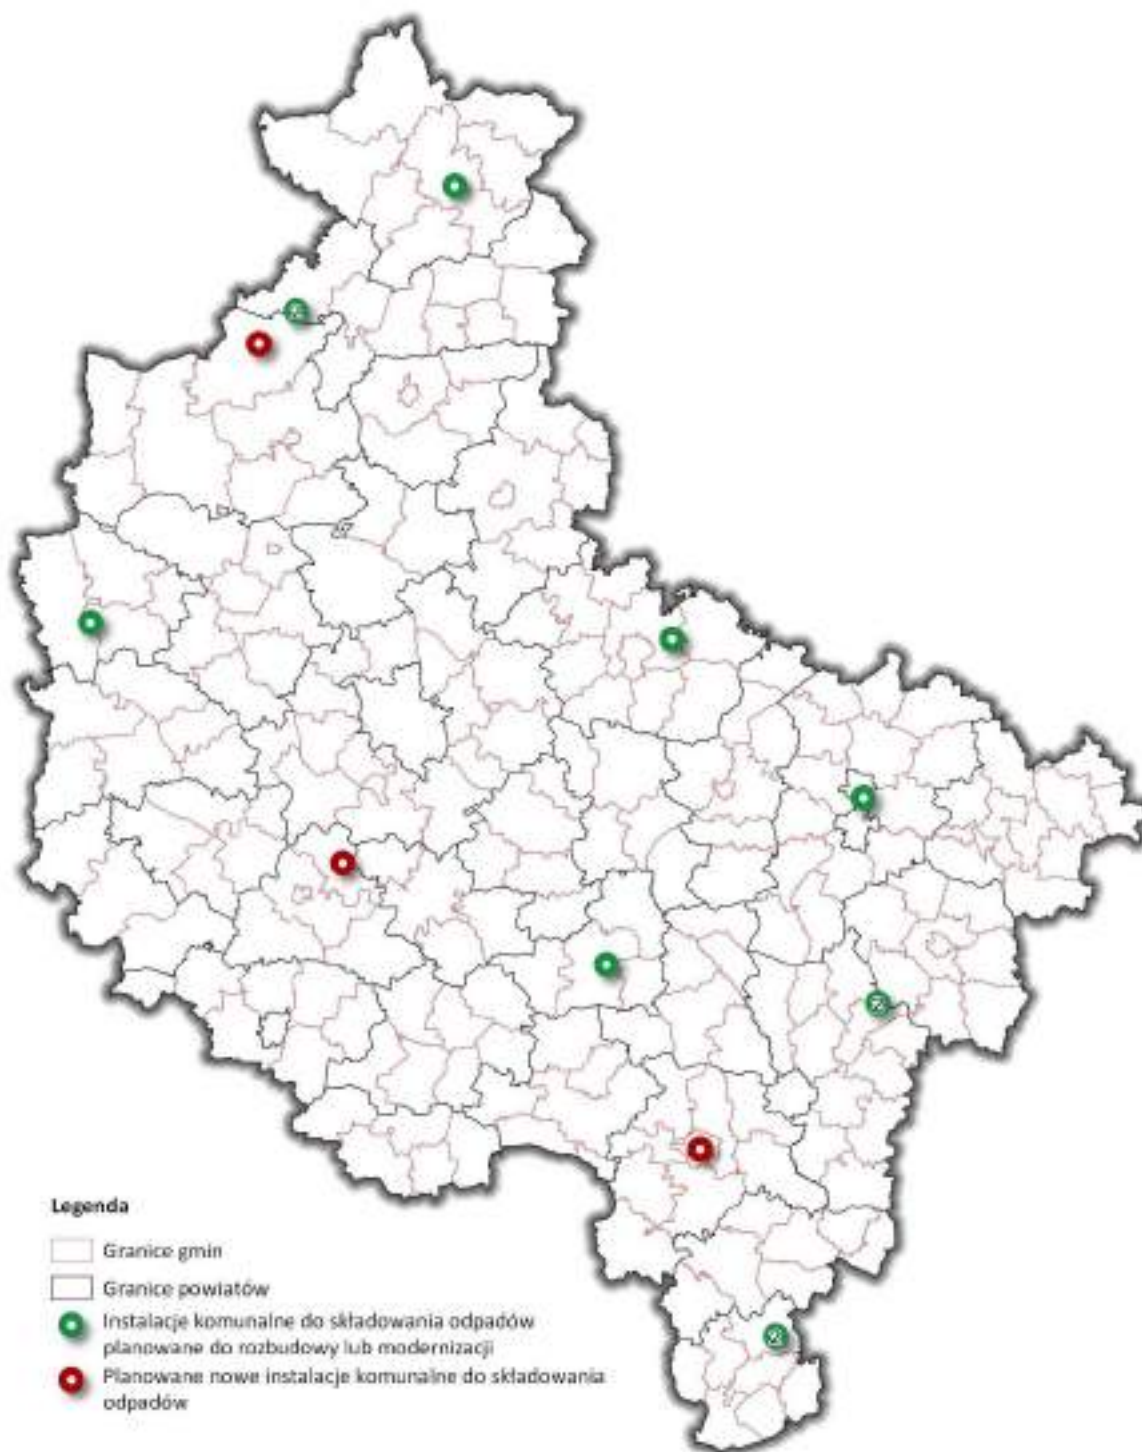 Legenda
Granice gmin
Granice powiatów
Instalacje komunalne do składowania odpadów
planowane do rozbudowy lub modernizacji
Planowane nowe instalacje komunalne do składowania
odpadów